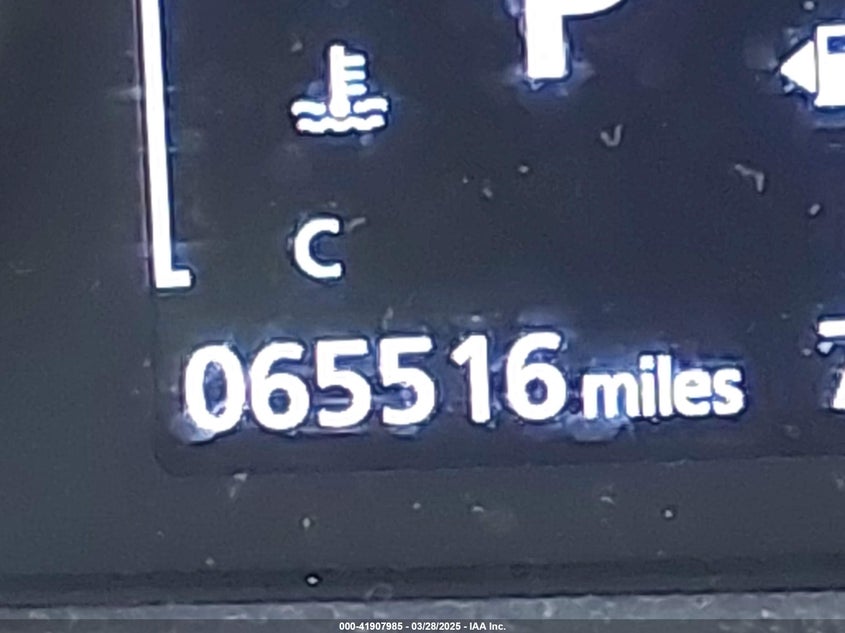 P
C
065516 miles
000-41907985 - 03/28/2025 - IAA Inc.